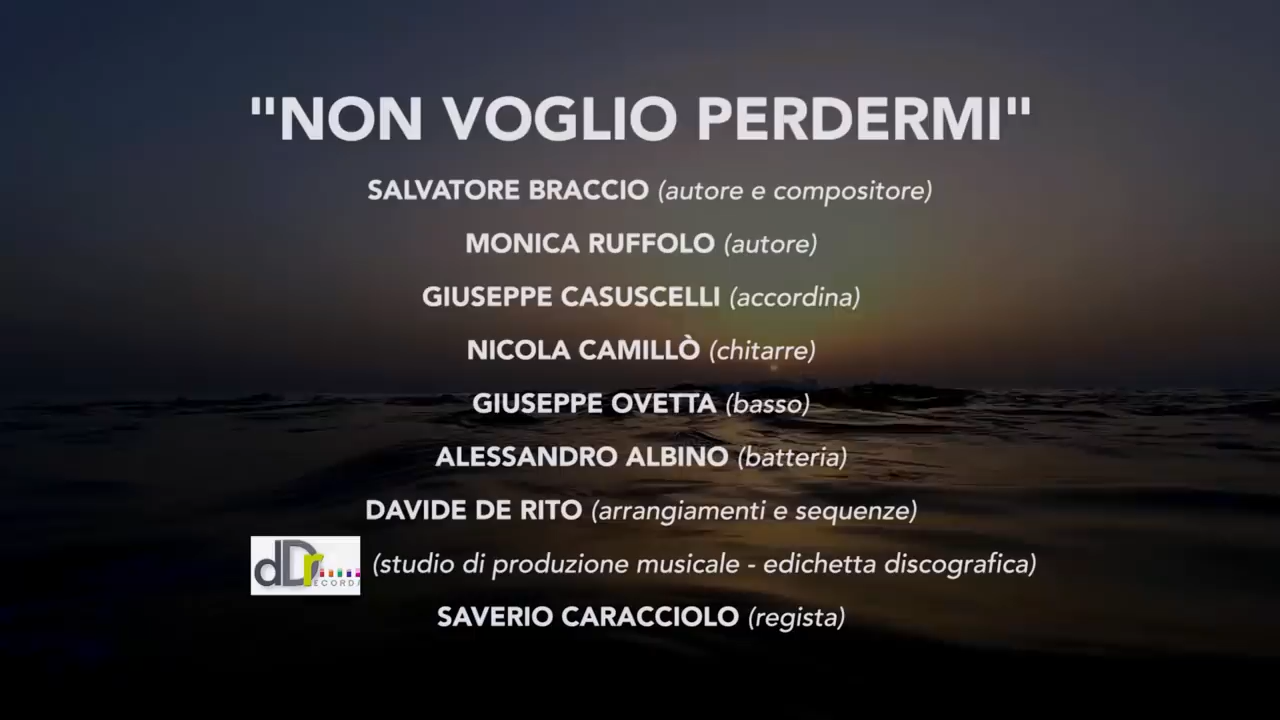 "NON VOGLIO PERDERMI"
SALVATORE BRACCIO (autore e compositore)
MONICA RUFFOLO (autore)
GIUSEPPE CASUSCELLI (accordina)
NICOLA CAMILLÒ (chitarre)
GIUSEPPE OVETTA (basso)
ALESSANDRO ALBINO (batteria)
DAVIDE DE RITO (arrangiamenti e sequenze)
dDr (studio di produzione musicale - edichetta discografica)
SAVERIO CARACCIOLO (regista)